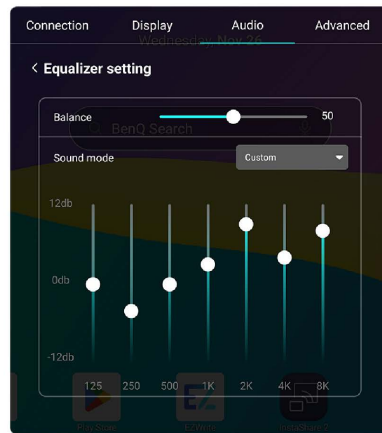 Connection Display Audio Advanced
Wednesday, Nov 26
< Equalizer setting
Balance 50
BenQ Search
Sound mode Custom
12db
0db
-12db
125 250 500 1K 2K 4K 8K
EZ
Play Store EZWrite InstaShare 2